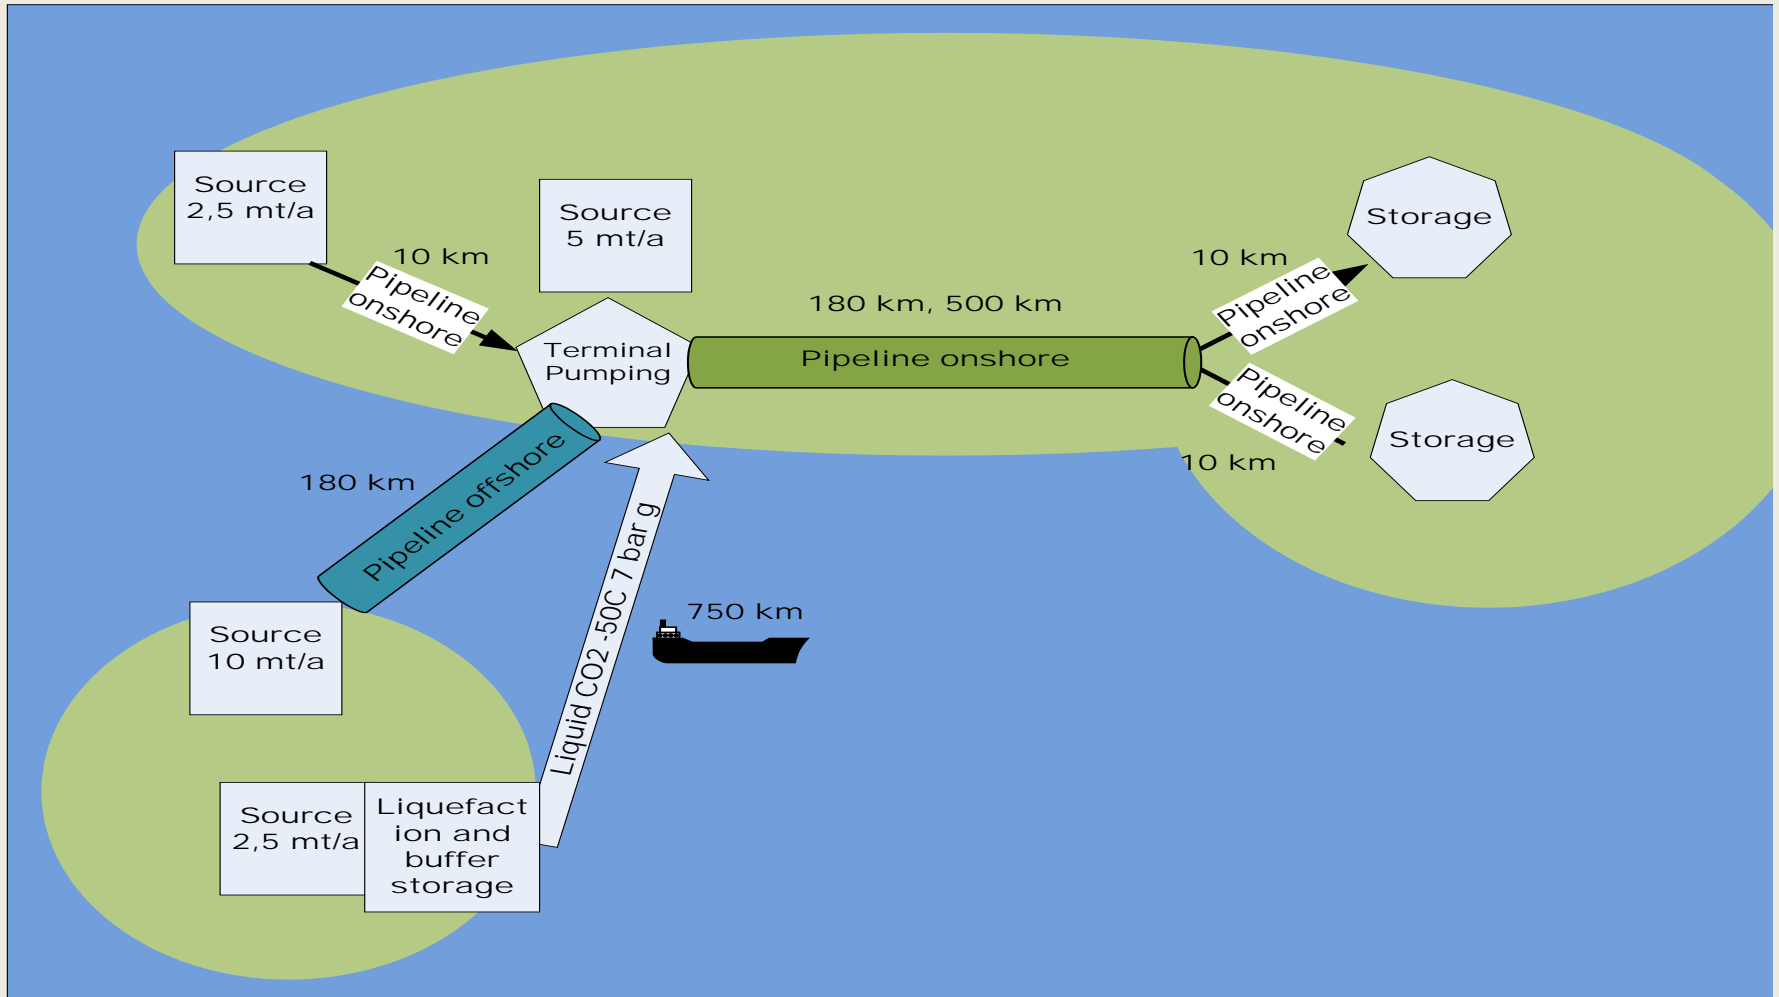 Source
2,5 mt/a
10 km
Pipeline
onshore
Source
5 mt/a
Terminal
Pumping
180 km, 500 km
Pipeline onshore
10 km
Pipeline
onshore
Storage
Pipeline
onshore
10 km
Storage
180 km
Pipeline offshore
Liquid CO2 -50C 7 bar g
750 km
Source
10 mt/a
Source
2,5 mt/a
Liquefact
ion and
buffer
storage